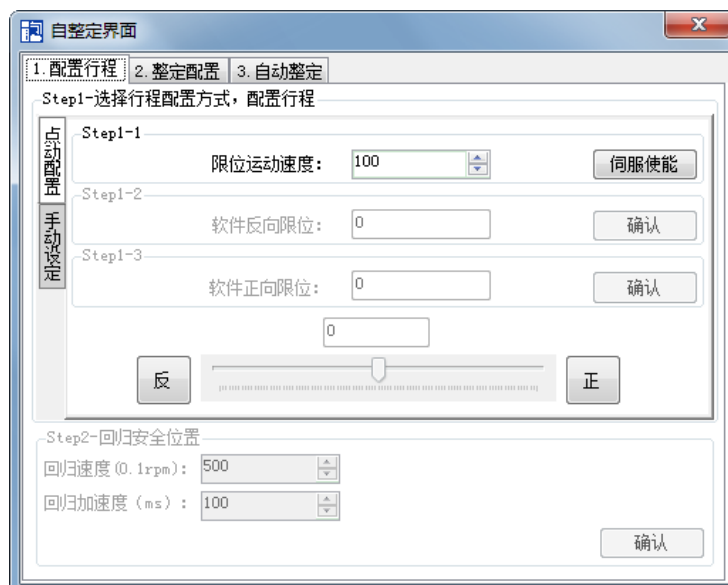 自整定界面
1.配置行程 2.整定配置 3.自动整定
Step1-选择行程配置方式，配置行程
点动配置
手动设定
Step1-1
限位运动速度： 100 伺服使能
Step1-2
软件反向限位： 0 确认
Step1-3
软件正向限位： 0 确认
0
反 正
Step2-回归安全位置
回归速度(0.1rpm)： 500
回归加速度（ms）： 100
确认